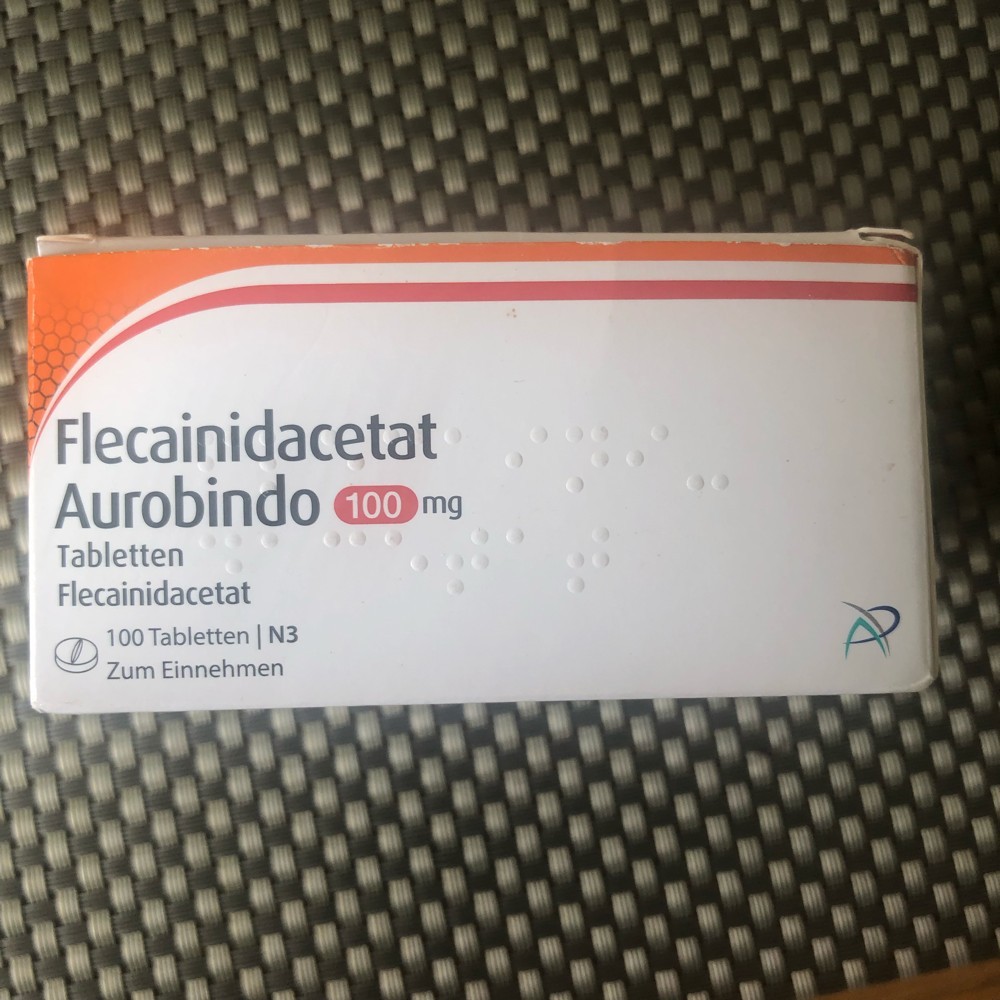 Flecainidacetat
Aurobindo 100 mg
Tabletten
Flecainidacetat
100 Tabletten | N3
Zum Einnehmen